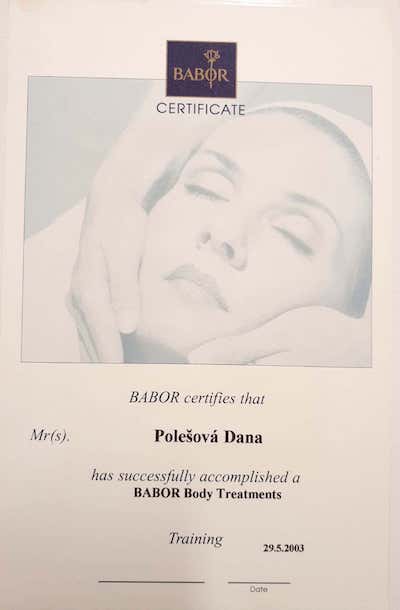 BABOR
CERTIFICATE
BABOR certifies that
Mr(s). Polešová Dana
has successfully accomplished a
BABOR Body Treatments
Training 29.5.2003
Date